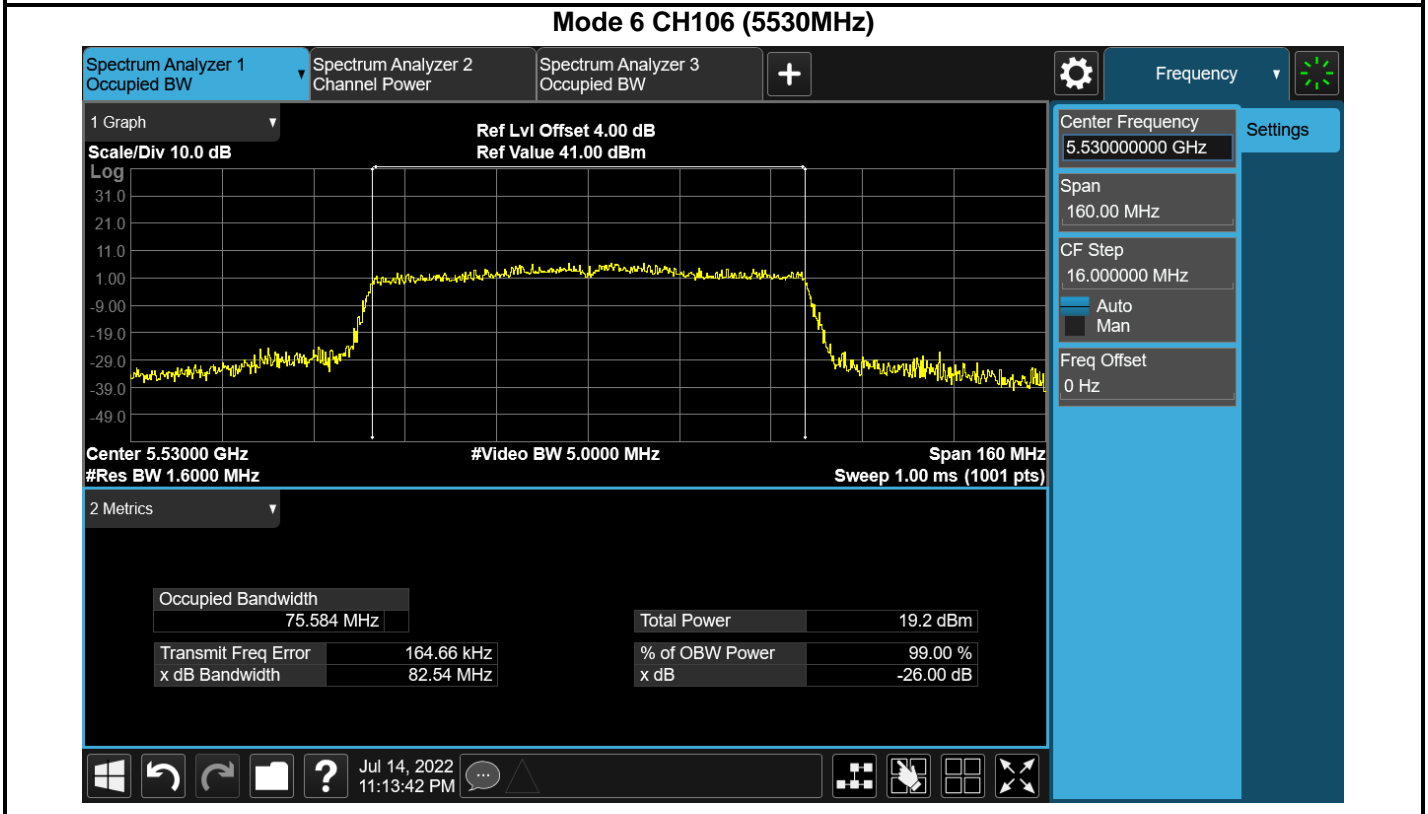 Mode 6 CH106 (5530MHz)
Spectrum Analyzer 1
Occupied BW
Spectrum Analyzer 2
Channel Power
Spectrum Analyzer 3
Occupied BW
Frequency
1 Graph
Ref Lvl Offset 4.00 dB
Scale/Div 10.0 dB
Ref Value 41.00 dBm
Log
31.0
21.0
11.0
1.00
-9.00
-19.0
-29.0
-39.0
-49.0
Center 5.53000 GHz
#Video BW 5.0000 MHz
Span 160 MHz
#Res BW 1.6000 MHz
Sweep 1.00 ms (1001 pts)
2 Metrics
Occupied Bandwidth
75.584 MHz
Total Power 19.2 dBm
Transmit Freq Error 164.66 kHz
% of OBW Power 99.00 %
x dB Bandwidth 82.54 MHz
x dB -26.00 dB
Center Frequency
5.530000000 GHz
Settings
Span
160.00 MHz
CF Step
16.000000 MHz
Auto
Man
Freq Offset
0 Hz
Jul 14, 2022
11:13:42 PM